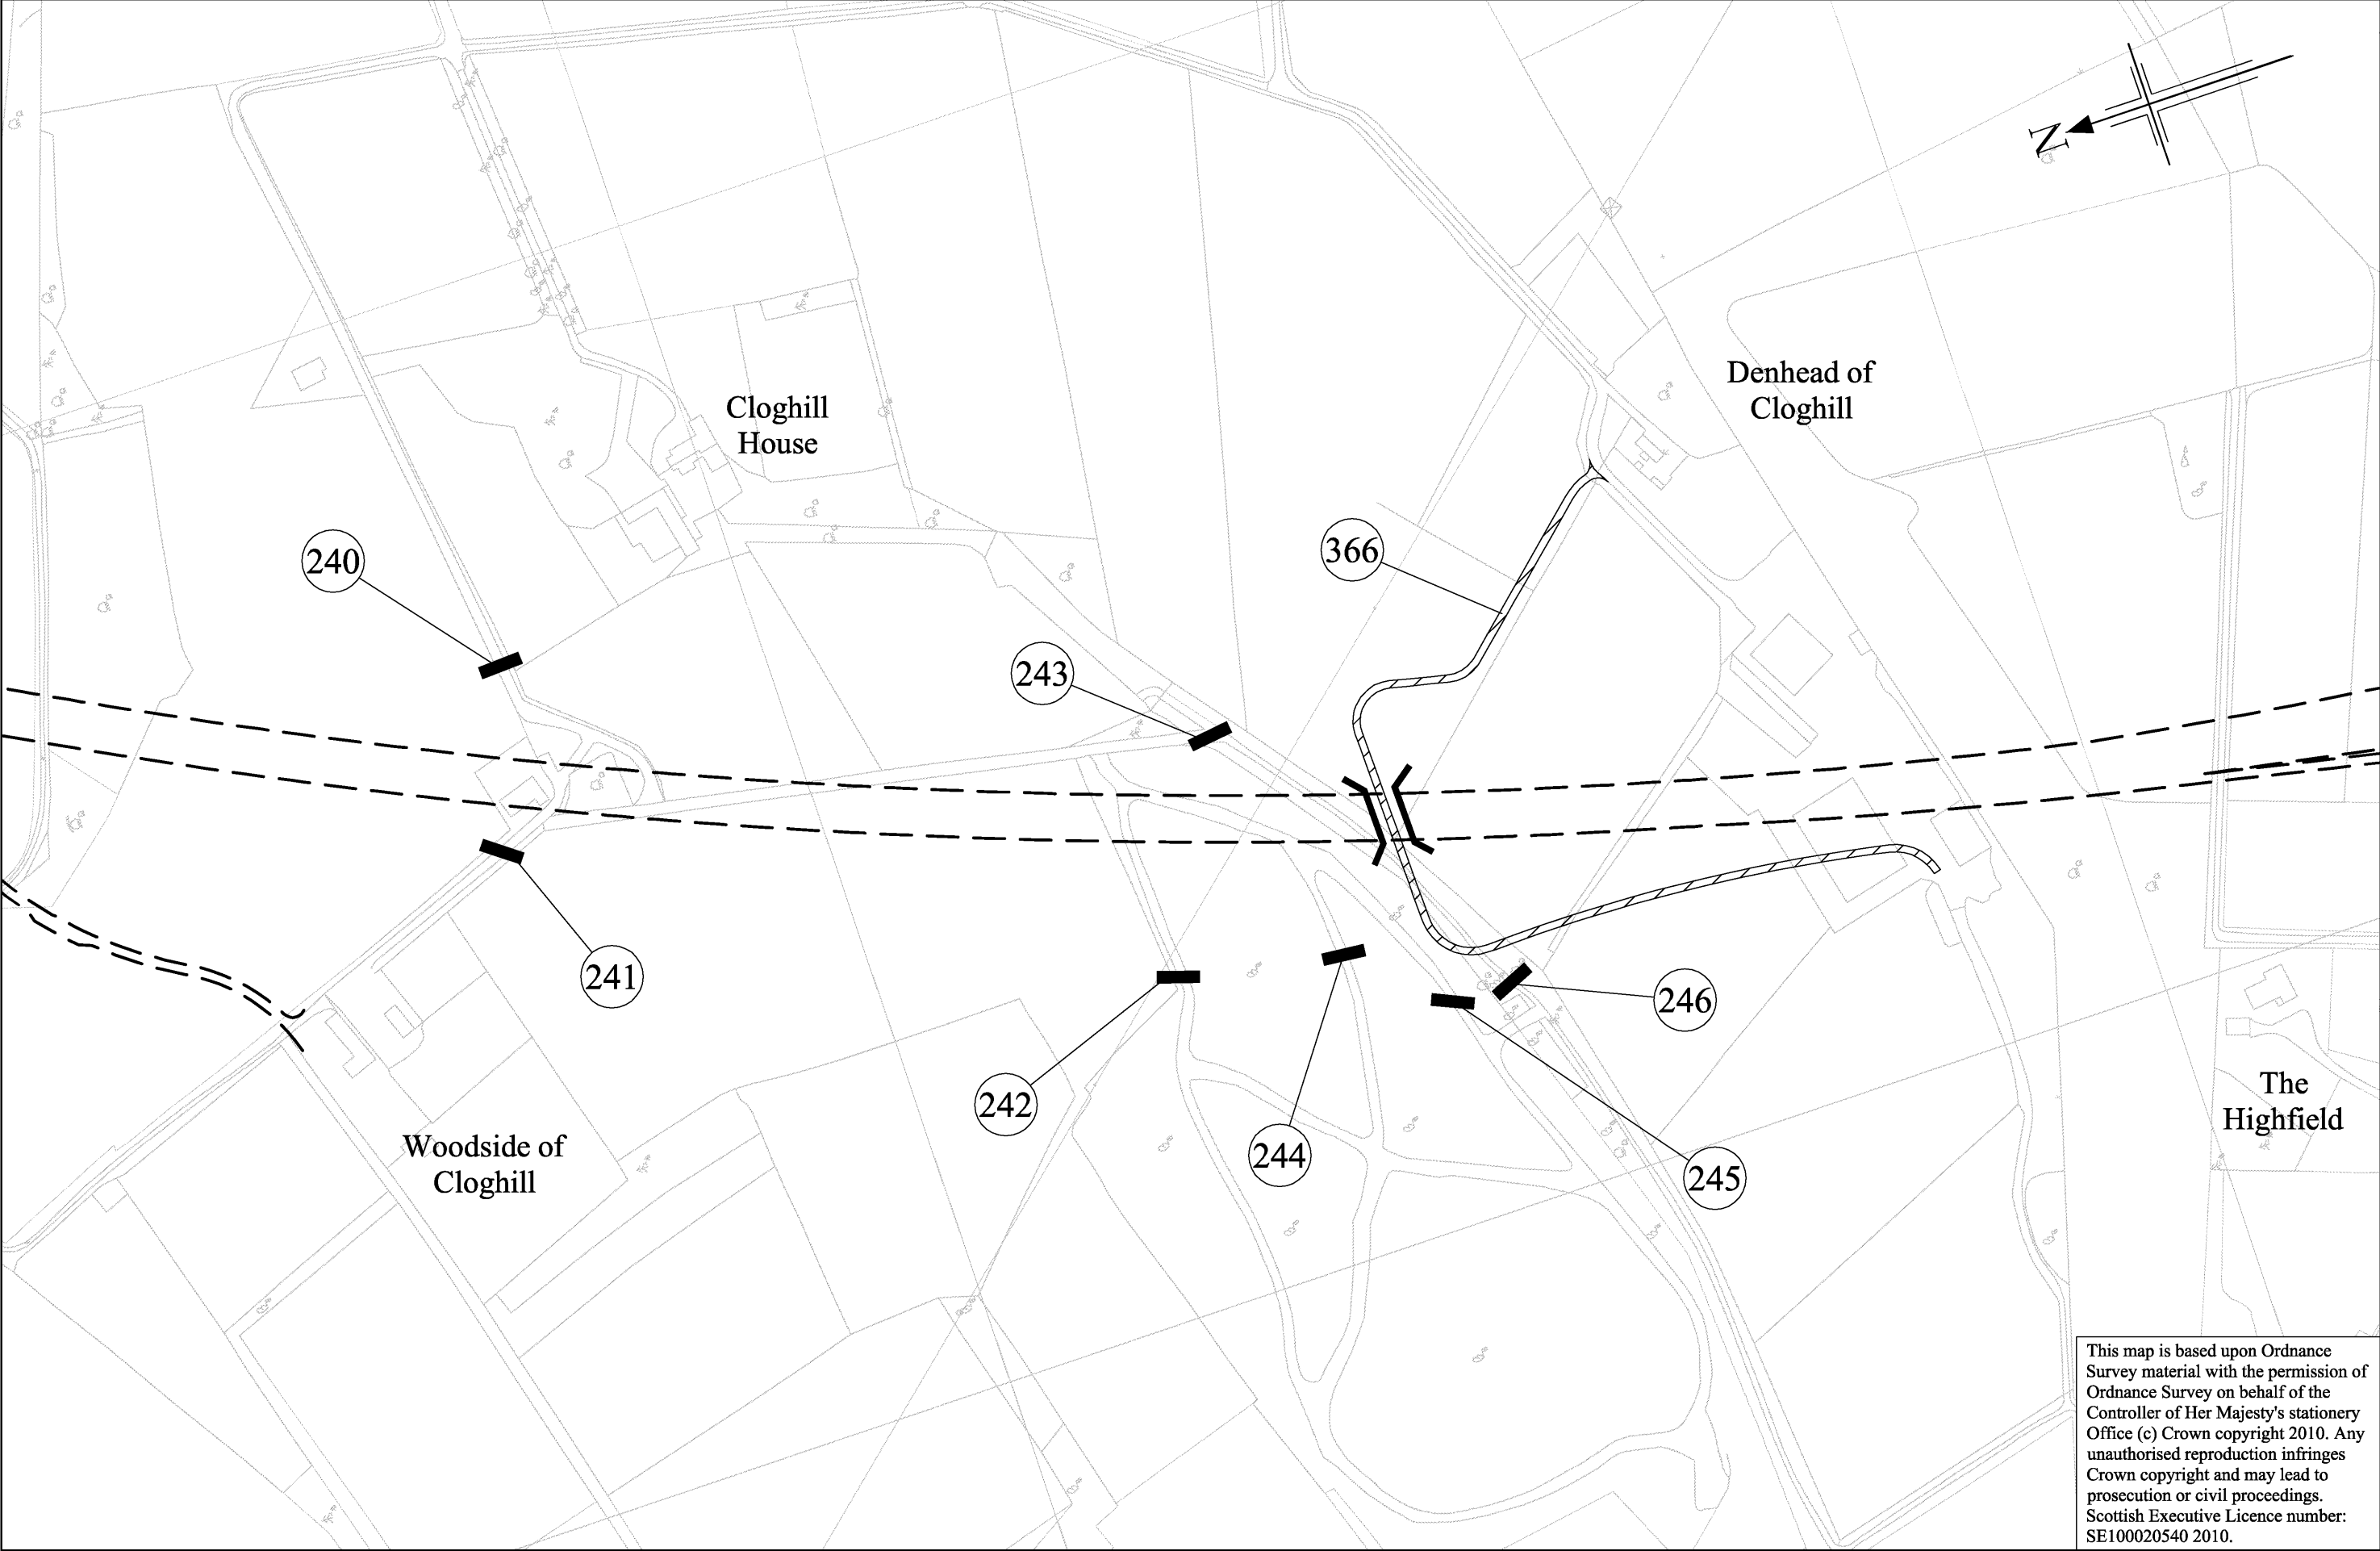 N
Denhead of
Cloghill
Cloghill
House
240
366
243
241
246
242
244
245
Woodside of
Cloghill
The
Highfield
This map is based upon Ordnance
Survey material with the permission of
Ordnance Survey on behalf of the
Controller of Her Majesty's stationery
Office (c) Crown copyright 2010. Any
unauthorised reproduction infringes
Crown copyright and may lead to
prosecution or civil proceedings.
Scottish Executive Licence number:
SE100020540 2010.